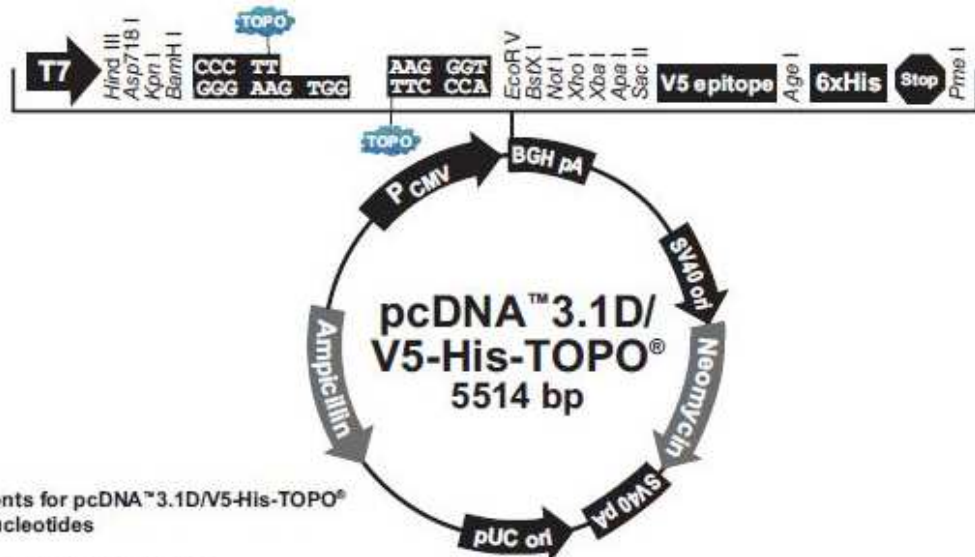 TOPO
T7
Hind III
Asp718 I
Kpn I
BamH I
CCC TT
GGG AAG TGG
AAG GGT
TTC CCA
EcoR V
BstX I
Not I
Xho I
Xba I
Apa I
Sac II
V5 epitope
Age I
6xHis
Stop
Pme I
TOPO
P CMV
BGH pA
SV40 ori
Neomycin
SV40 pA
pUC ori
Ampicillin
pcDNA™3.1D/
V5-His-TOPO®
5514 bp
nts for pcDNA™3.1D/V5-His-TOPO®
ucleotides